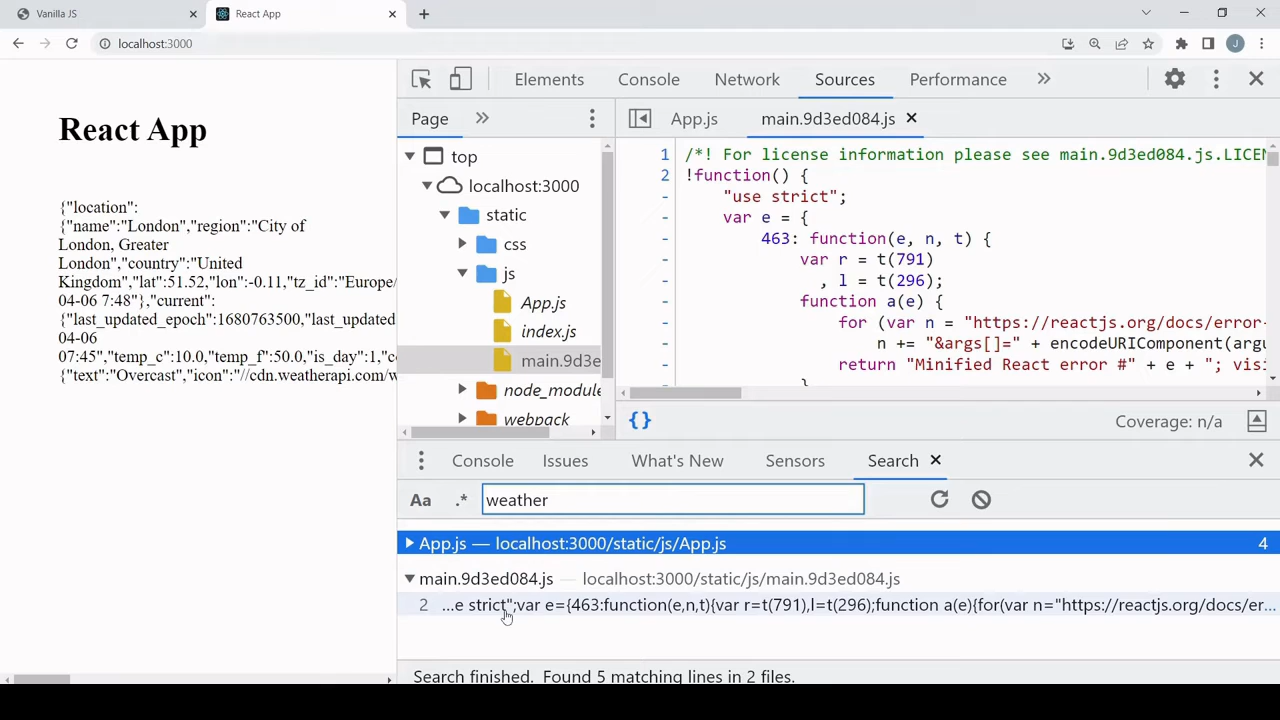 Vanilla JS
React App
localhost:3000
React App
{"location":
{"name":"London","region":"City of
London, Greater
London","country":"United
Kingdom","lat":51.52,"lon":-0.11,"tz_id":"Europe/
04-06 7:48"},"current":
{"last_updated_epoch":1680763500,"last_updated
04-06
07:45","temp_c":10.0,"temp_f":50.0,"is_day":1,"co
{"text":"Overcast","icon":"//cdn.weatherapi.com/w
Elements Console Network Sources Performance
Page
App.js main.9d3ed084.js
top
localhost:3000
static
css
js
App.js
index.js
main.9d3e
node_module
webpack
1 /*! For license information please see main.9d3ed084.js.LICEN
2 !function() {
- "use strict";
- var e = {
- 463: function(e, n, t) {
- var r = t(791)
- , l = t(296);
- function a(e) {
- for (var n = "https://reactjs.org/docs/error-
- n += "&args[]=" + encodeURIComponent(argu
- return "Minified React error #" + e + "; visi
- }
{}
Coverage: n/a
Console Issues What's New Sensors Search
Aa .* weather
App.js — localhost:3000/static/js/App.js 4
main.9d3ed084.js — localhost:3000/static/js/main.9d3ed084.js
2 ...e strict";var e={463:function(e,n,t){var r=t(791),l=t(296);function a(e){for(var n="https://reactjs.org/docs/er...
Search finished. Found 5 matching lines in 2 files.